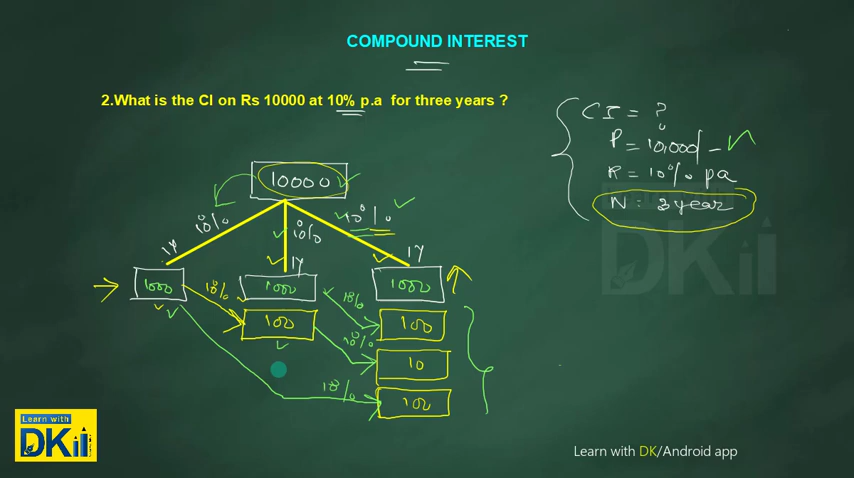 COMPOUND INTEREST
2.What is the CI on Rs 10000 at 10% p.a for three years ?
CI = ?
P = 10,000/-
R = 10% pa
N = 3 year
10000
10% 10% 10%
1Y 1Y 1Y
1000 1000 1000
10% 10%
100 100
10%
10
10%
100
DKil
Learn with
DKil
Learn with DK/Android app